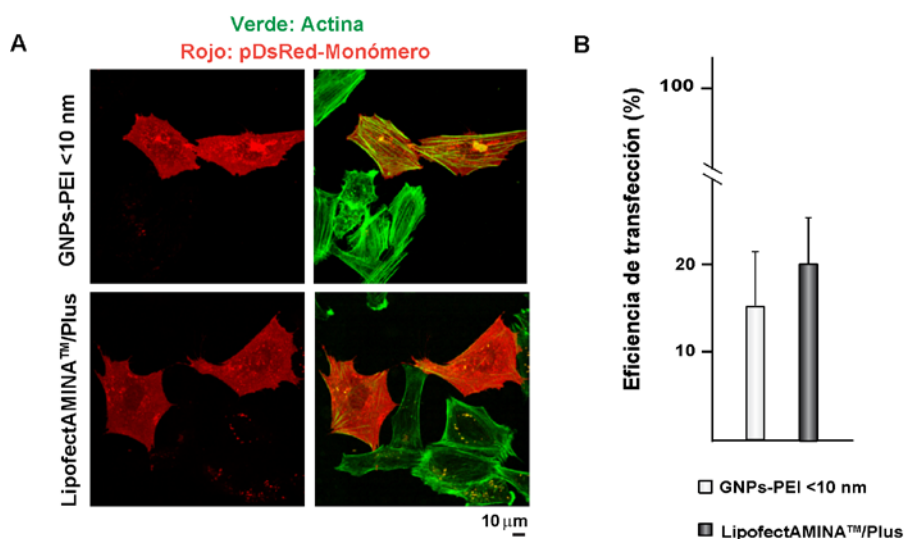 A
Verde: Actina
Rojo: pDsRed-Monómero
GNPs-PEI <10 nm
LipofectAMINA™/Plus
10 µm
B
Eficiencia de transfección (%)
100
20
10
GNPs-PEI <10 nm
LipofectAMINA™/Plus